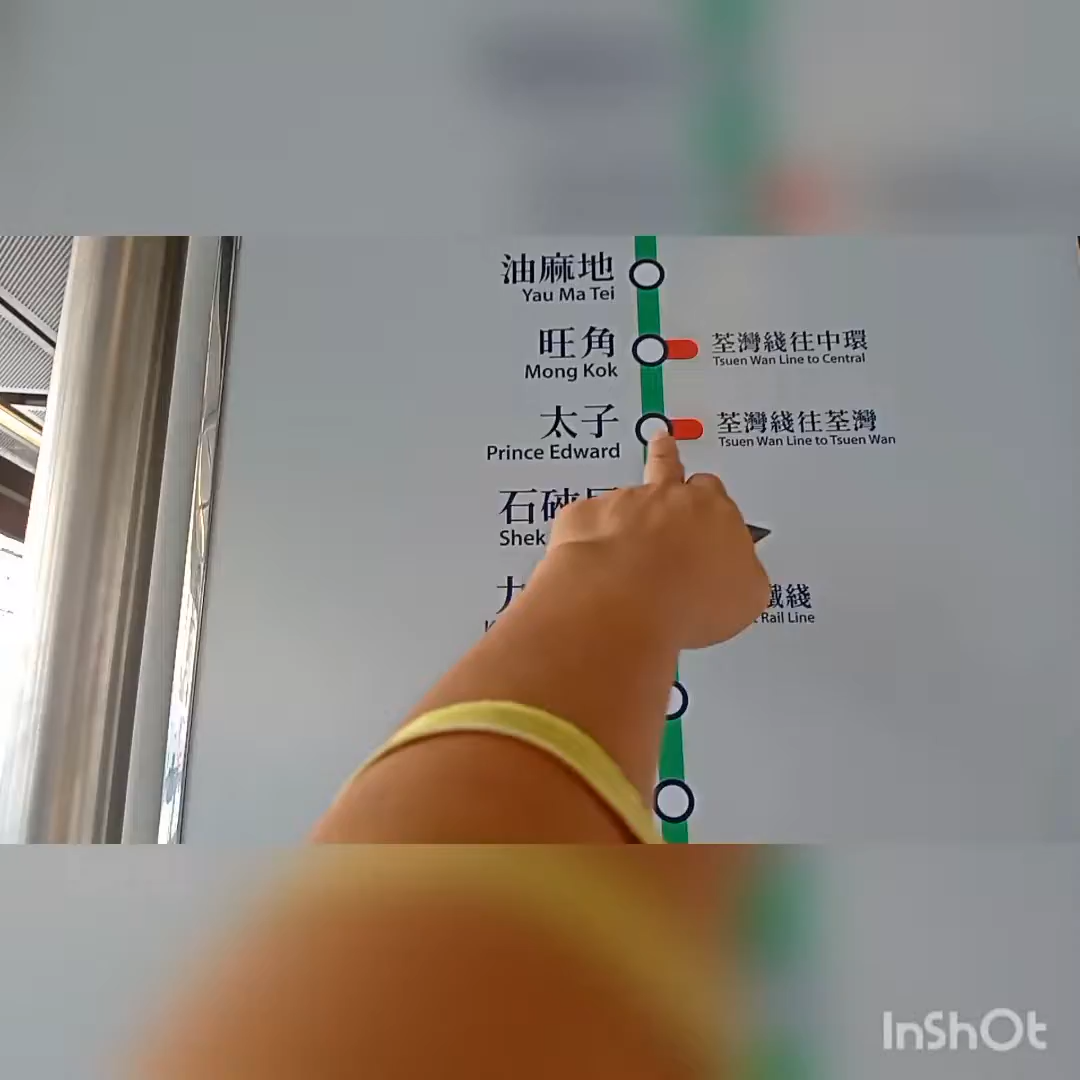 油麻地
Yau Ma Tei
旺角
Mong Kok
荃灣綫往中環
Tsuen Wan Line to Central
太子
Prince Edward
荃灣綫往荃灣
Tsuen Wan Line to Tsuen Wan
石硤
Shek
綫
Rail Line
InShOt